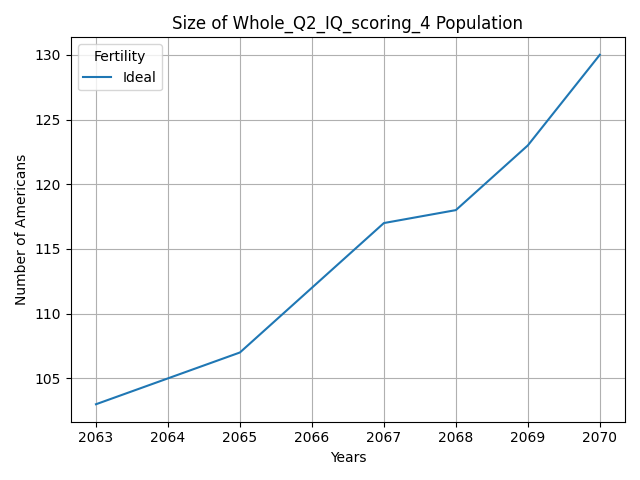 Size of Whole_Q2_IQ_scoring_4 Population
Fertility
Ideal
130
125
120
115
110
105
Number of Americans
2063 2064 2065 2066 2067 2068 2069 2070
Years